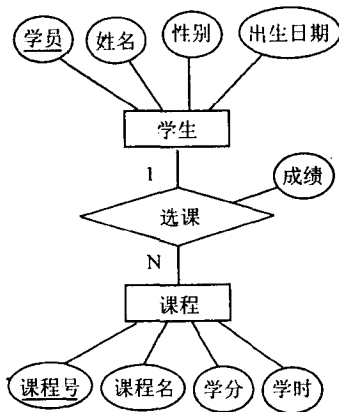 学员 姓名 性别 出生日期
学生
1
成绩
选课
N
课程
课程号 课程名 学分 学时